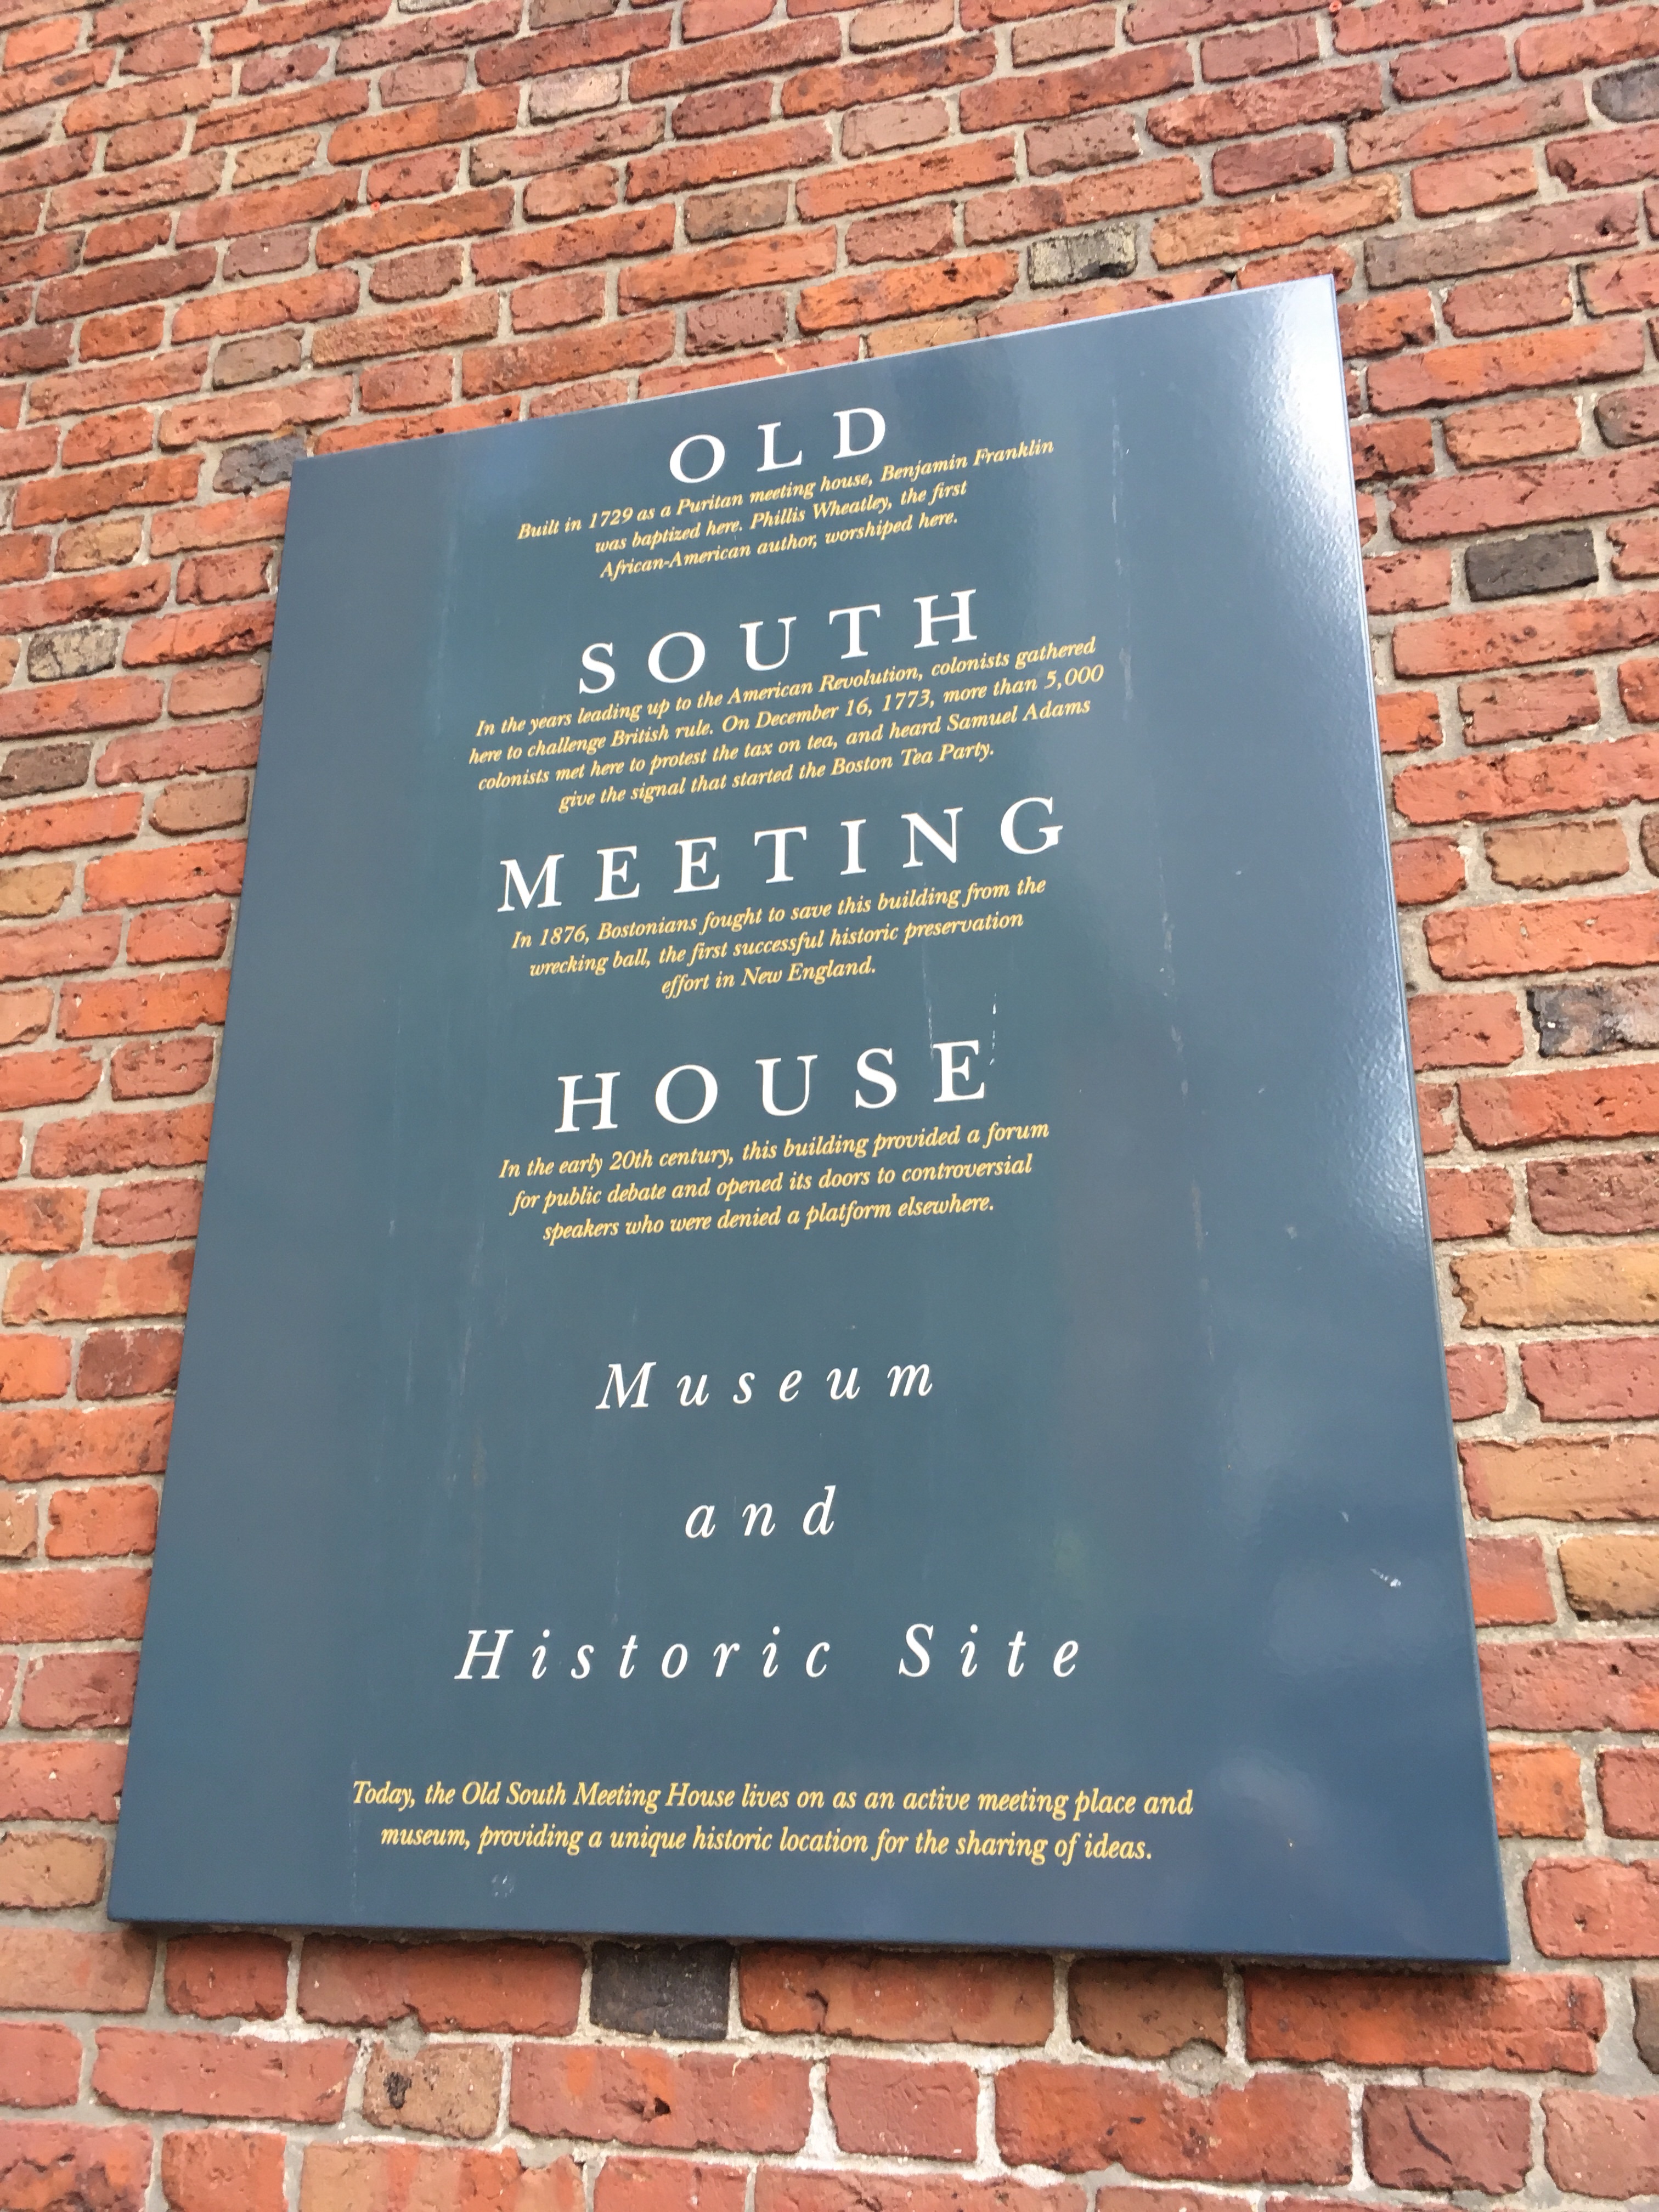 OLD
Built in 1729 as a Puritan meeting house, Benjamin Franklin
was baptized here. Phillis Wheatley, the first
African-American author, worshiped here.
SOUTH
In the years leading up to the American Revolution, colonists gathered
here to challenge British rule. On December 16, 1773, more than 5,000
colonists met here to protest the tax on tea, and heard Samuel Adams
give the signal that started the Boston Tea Party.
MEETING
In 1876, Bostonians fought to save this building from the
wrecking ball, the first successful historic preservation
effort in New England.
HOUSE
In the early 20th century, this building provided a forum
for public debate and opened its doors to controversial
speakers who were denied a platform elsewhere.
Museum
and
Historic Site
Today, the Old South Meeting House lives on as an active meeting place and
museum, providing a unique historic location for the sharing of ideas.